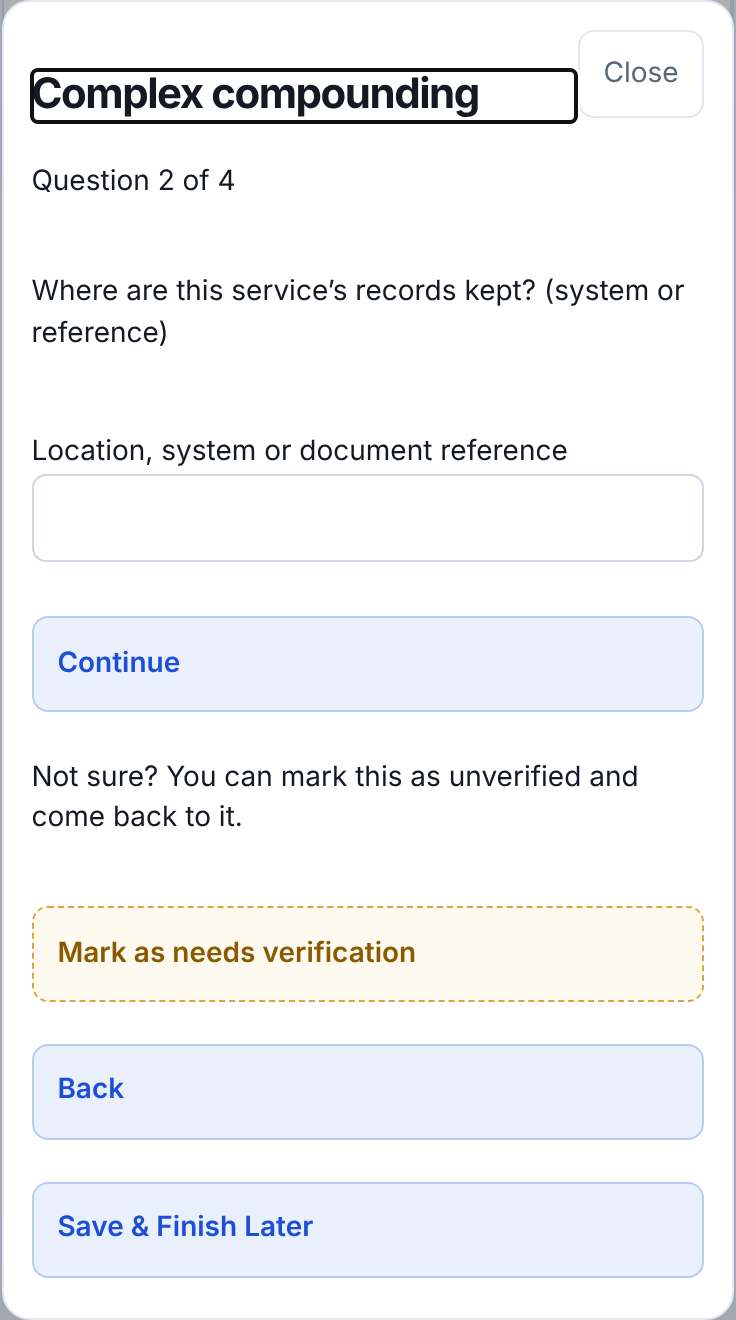 Close
Complex compounding
Question 2 of 4
Where are this service’s records kept? (system or
reference)
Location, system or document reference
Continue
Not sure? You can mark this as unverified and
come back to it.
Mark as needs verification
Back
Save & Finish Later